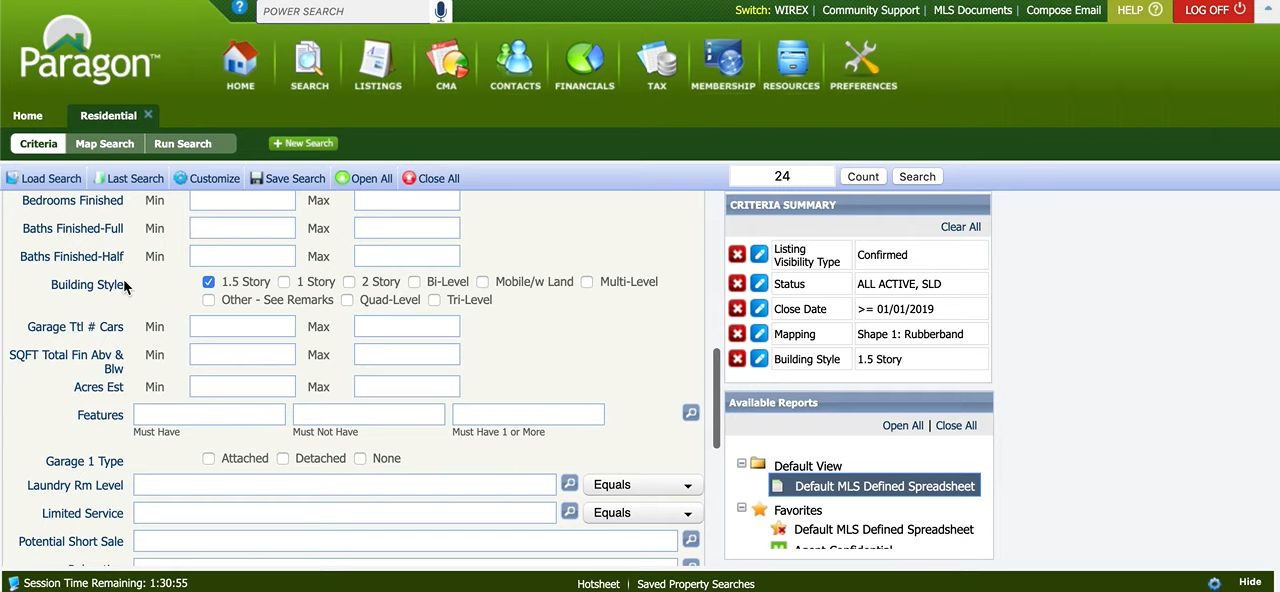 ? POWER SEARCH Switch: WIREX | Community Support | MLS Documents | Compose Email HELP ? LOG OFF
Paragon™
HOME SEARCH LISTINGS CMA CONTACTS FINANCIALS TAX MEMBERSHIP RESOURCES PREFERENCES
Home Residential
Criteria Map Search Run Search + New Search
Load Search Last Search Customize Save Search Open All Close All 24 Count Search
Bedrooms Finished Min Max
Baths Finished-Full Min Max
Baths Finished-Half Min Max
Building Style 1.5 Story 1 Story 2 Story Bi-Level Mobile/w Land Multi-Level
Other - See Remarks Quad-Level Tri-Level
Garage Ttl # Cars Min Max
SQFT Total Fin Abv & Min Max
Blw
Acres Est Min Max
Features
Must Have Must Not Have Must Have 1 or More
Garage 1 Type Attached Detached None
Laundry Rm Level Equals
Limited Service Equals
Potential Short Sale
CRITERIA SUMMARY
Clear All
Listing
Visibility Type Confirmed
Status ALL ACTIVE, SLD
Close Date >= 01/01/2019
Mapping Shape 1: Rubberband
Building Style 1.5 Story
Available Reports
Open All | Close All
Default View
Default MLS Defined Spreadsheet
Favorites
Default MLS Defined Spreadsheet
Agent Confidential
Session Time Remaining: 1:30:55 Hotsheet | Saved Property Searches Hide